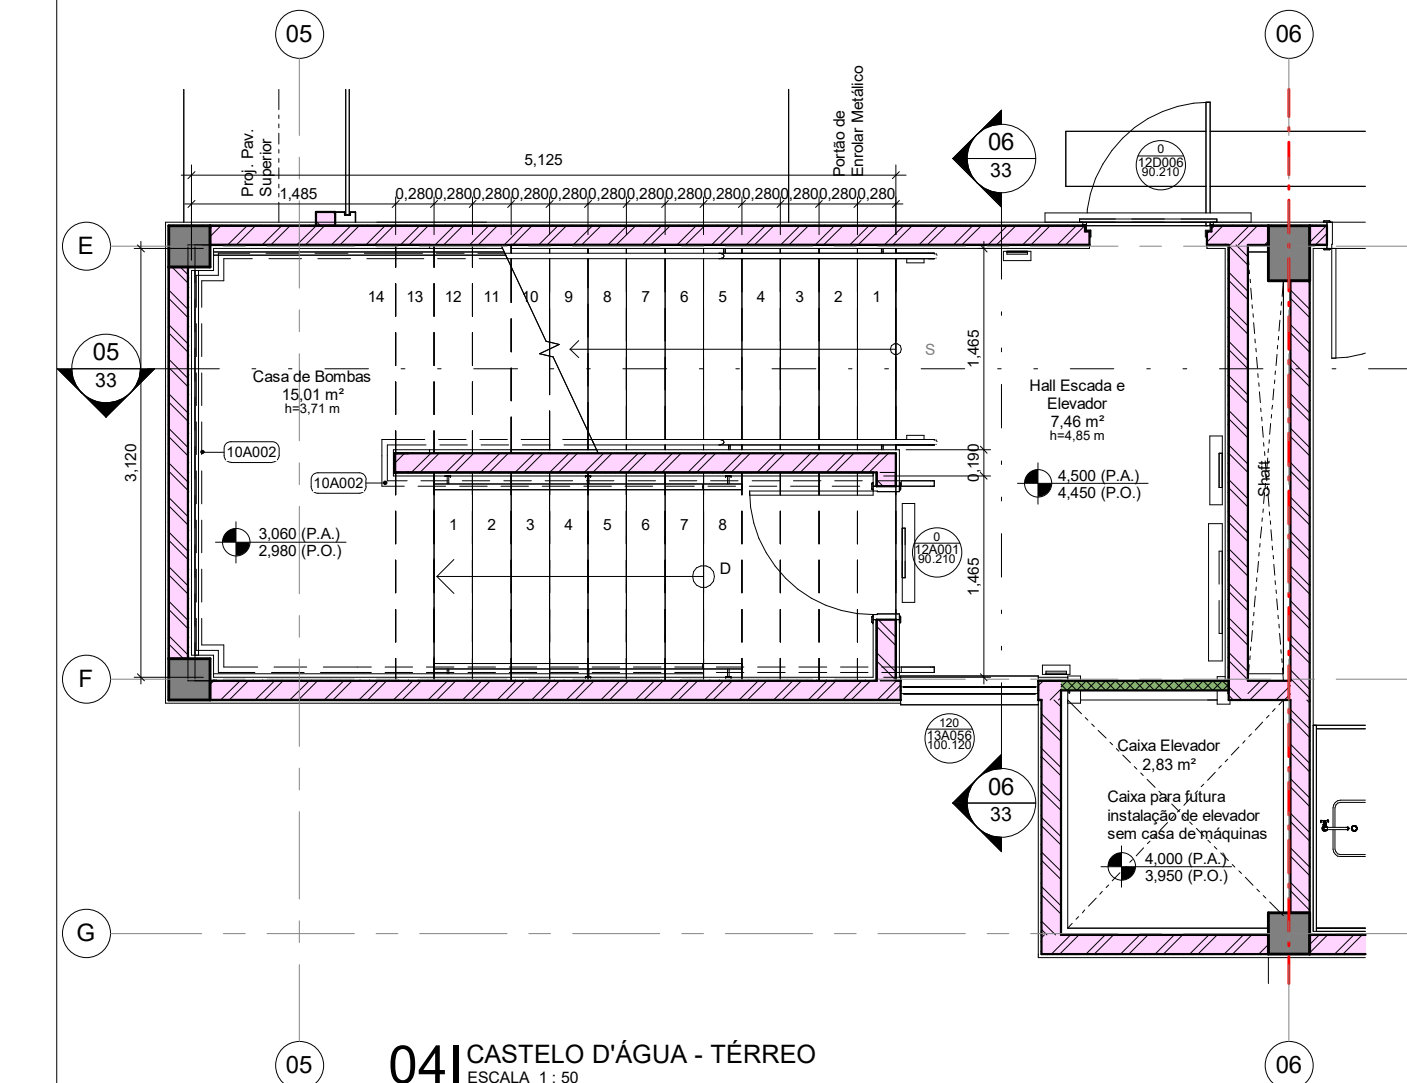 05
06
Proj. Pav.
Superior
Portão de
Enrolar Metálico
06
33
0
12D006
90.210
5,125
1,485
0,280
0,280
0,280
0,280
0,280
0,280
0,280
0,280
0,280
0,280
0,280
0,280
0,280
E
14
13
12
11
10
9
8
7
6
5
4
3
2
1
S
1,465
05
33
Casa de Bombas
15,01 m²
h=3,71 m
Hall Escada e
Elevador
7,46 m²
h=4,85 m
3,120
10A002
10A002
0,190
4,500 (P.A.)
4,450 (P.O.)
Shaft
3,060 (P.A.)
2,980 (P.O.)
1
2
3
4
5
6
7
8
D
0
12A001
90.210
1,465
F
120
13A056
100.120
06
33
Caixa Elevador
2,83 m²
Caixa para futura
instalação de elevador
sem casa de máquinas
4,000 (P.A.)
3,950 (P.O.)
G
05
06
04
CASTELO D'ÁGUA - TÉRREO
ESCALA 1 : 50